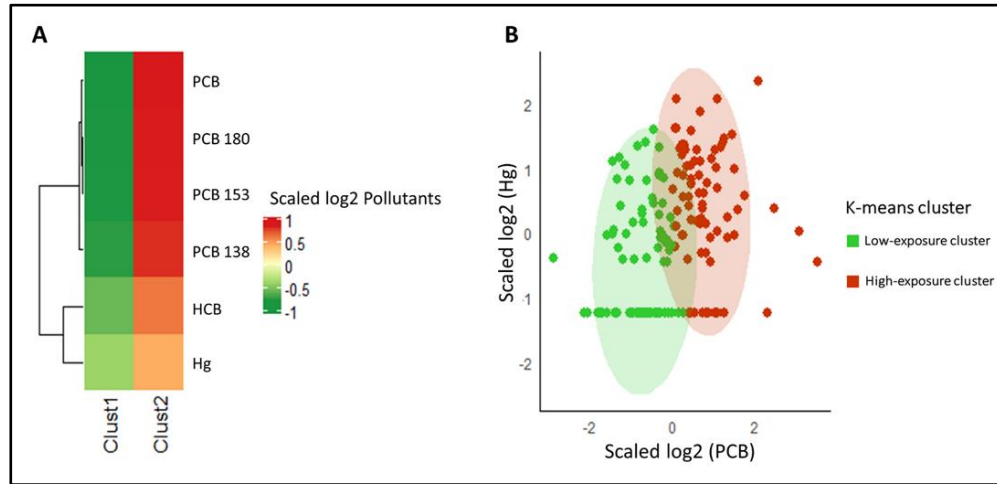 A
PCB
PCB 180
PCB 153
PCB 138
HCB
Hg
Clust1
Clust2
Scaled log2 Pollutants
1
0.5
0
-0.5
-1
B
Scaled log2 (Hg)
2
1
0
-1
-2
-2
0
2
Scaled log2 (PCB)
K-means cluster
Low-exposure cluster
High-exposure cluster